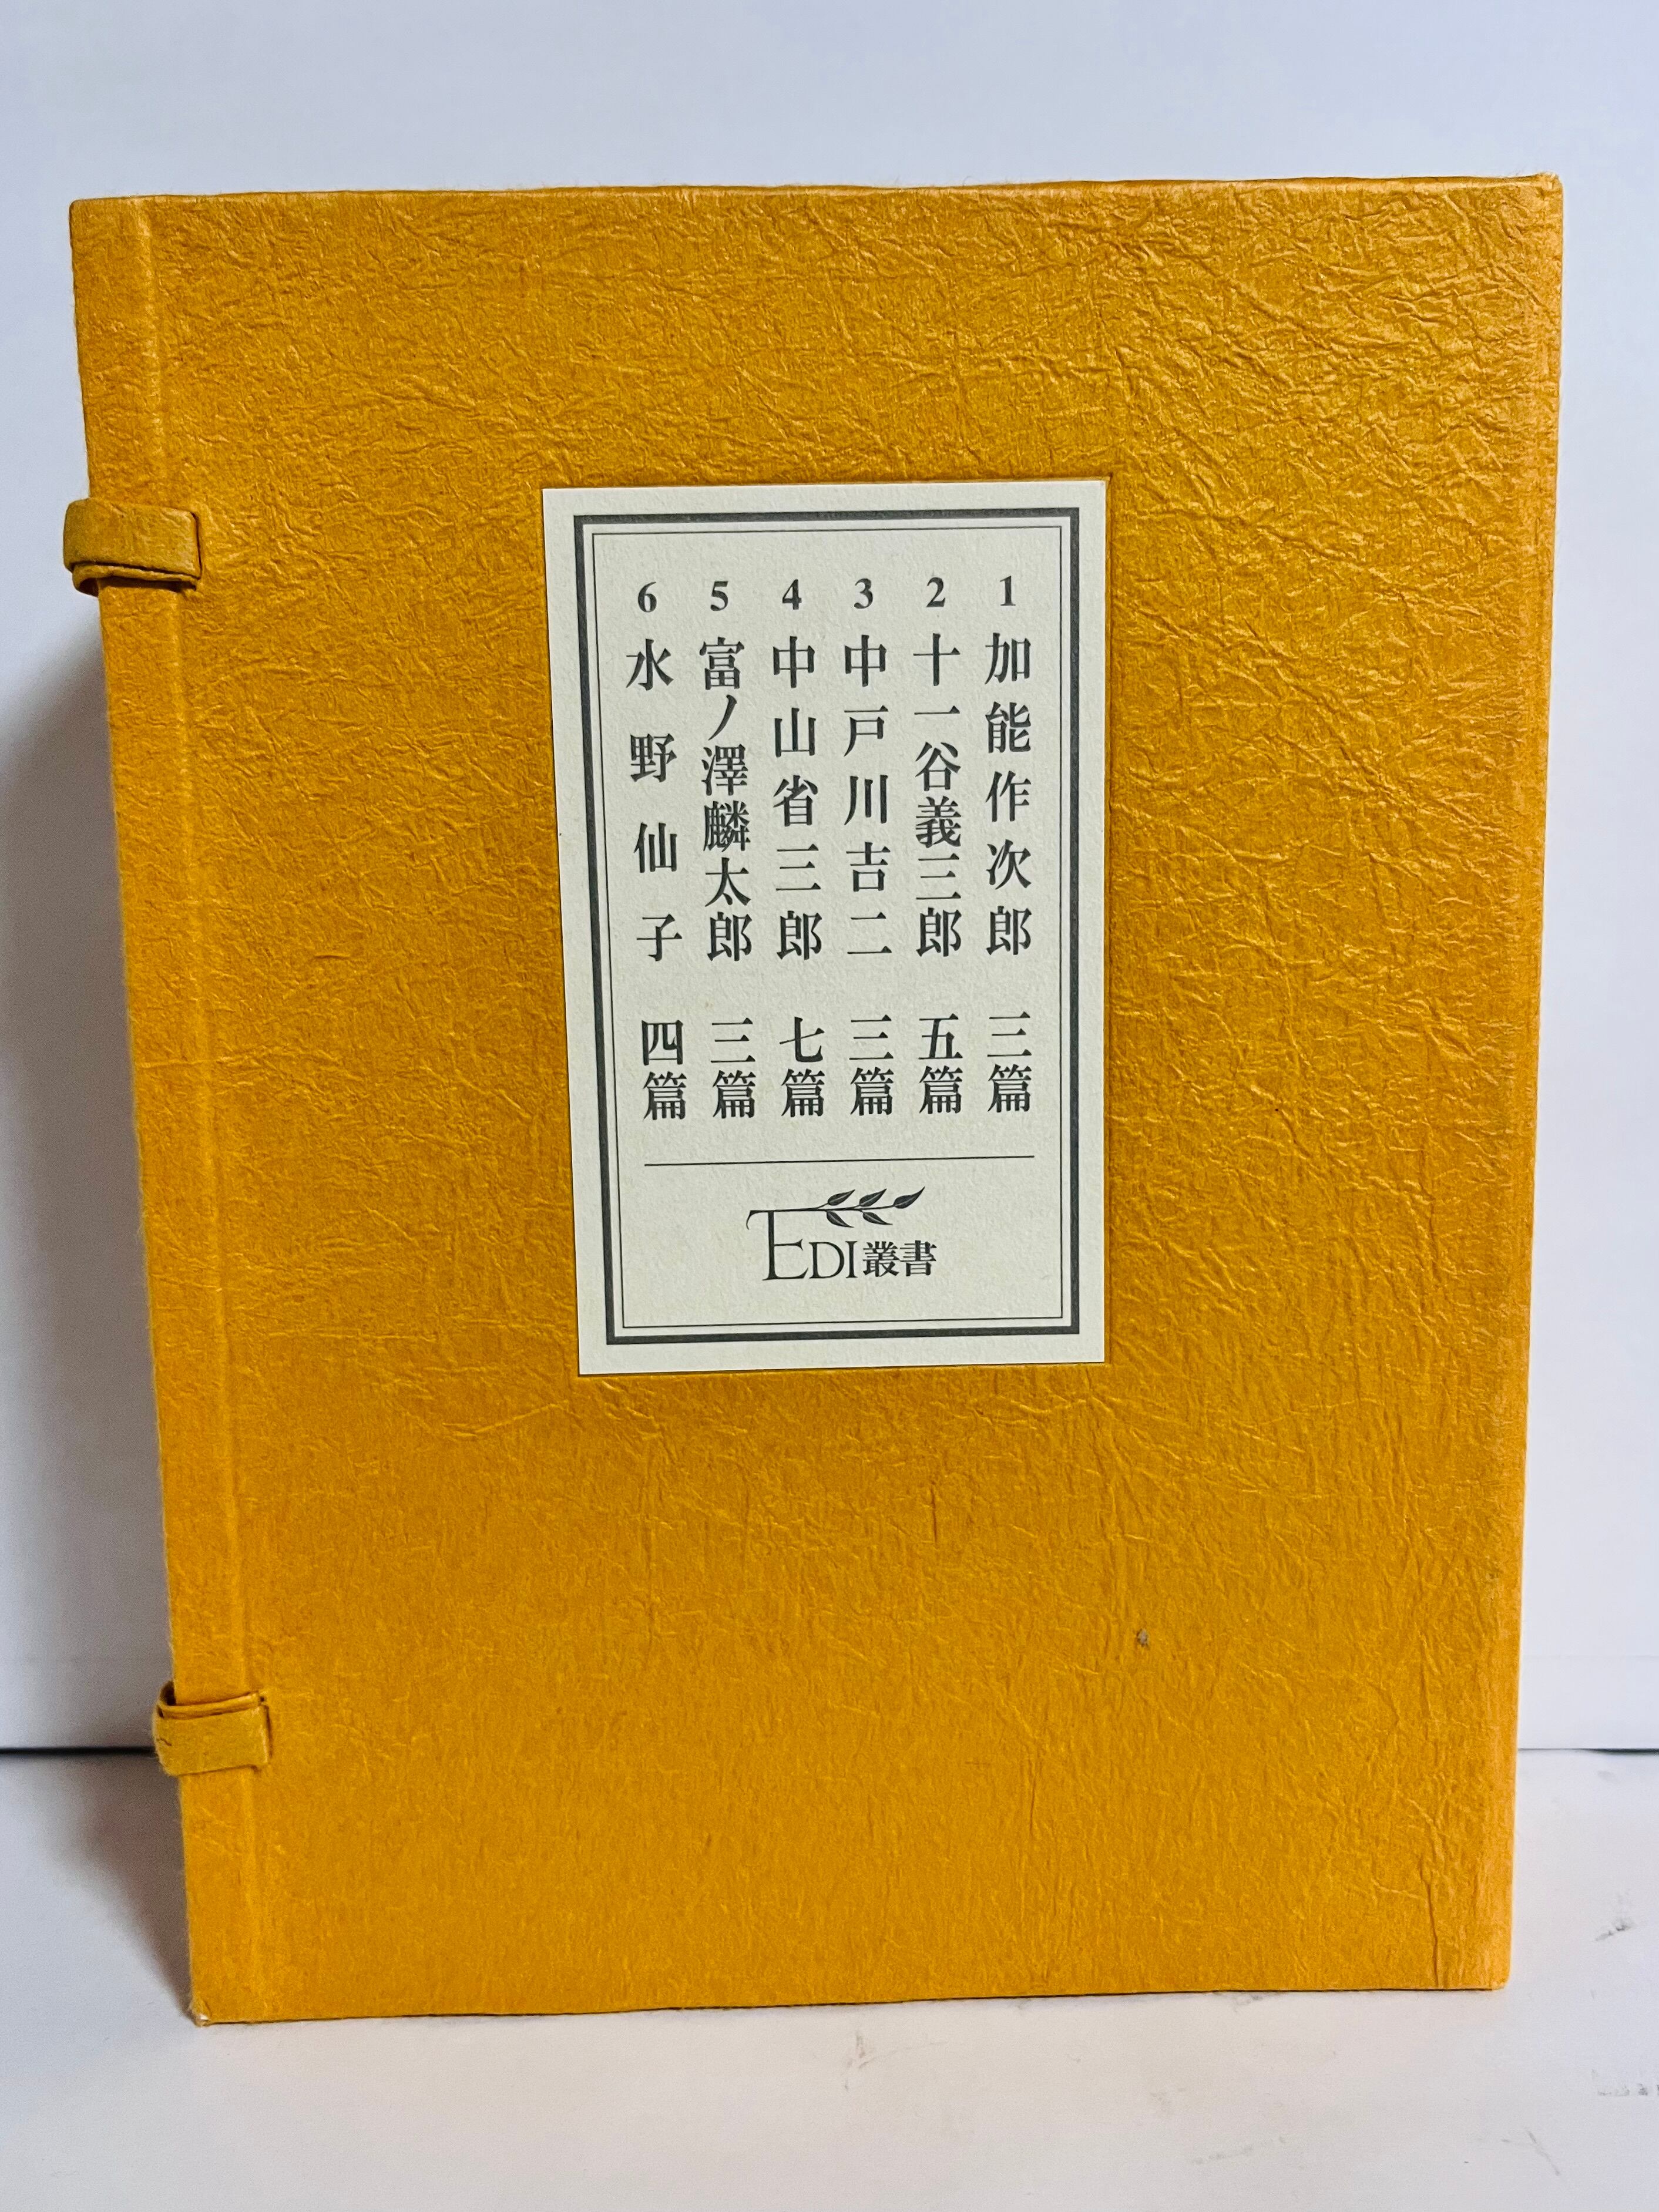 1 加能作次郎 三篇
2 十一谷義三郎 五篇
3 中戸川吉二 三篇
4 中山省三郎 七篇
5 富ノ澤麟太郎 三篇
6 水野仙子 四篇
EDI叢書